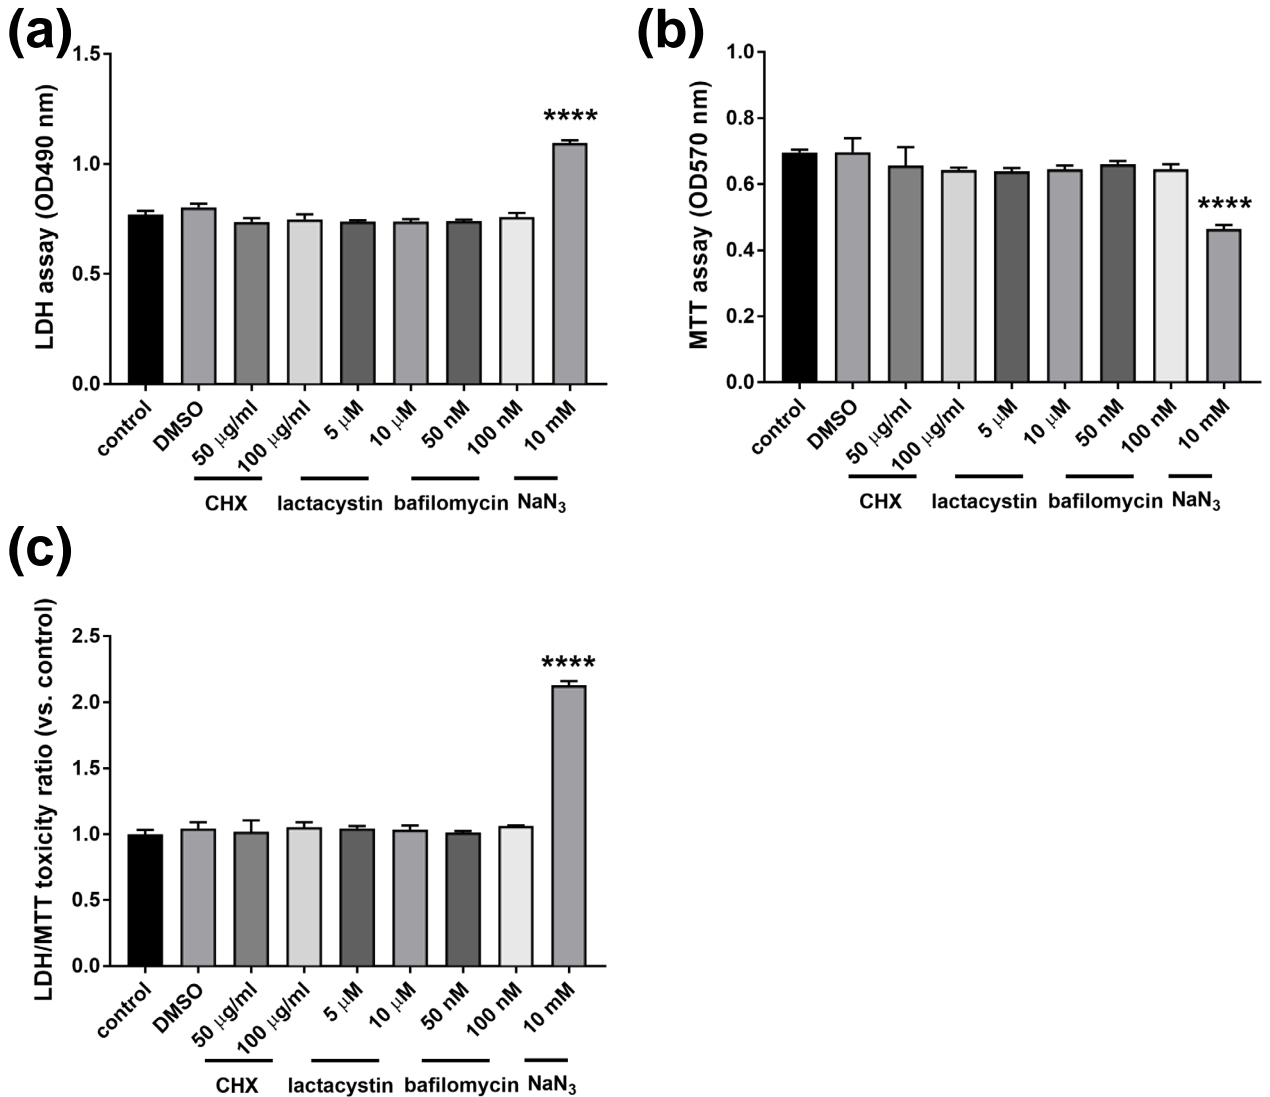 (a)
LDH assay (OD490 nm)
1.5
1.0
0.5
0.0
****
control
DMSO
50 μg/ml
100 μg/ml
5 μM
10 μM
50 nM
100 nM
10 mM
CHX
lactacystin
bafilomycin
NaN₃
(b)
MTT assay (OD570 nm)
1.0
0.8
0.6
0.4
0.2
0.0
****
control
DMSO
50 μg/ml
100 μg/ml
5 μM
10 μM
50 nM
100 nM
10 mM
CHX
lactacystin
bafilomycin
NaN₃
(c)
LDH/MTT toxicity ratio (vs. control)
2.5
2.0
1.5
1.0
0.5
0.0
****
control
DMSO
50 μg/ml
100 μg/ml
5 μM
10 μM
50 nM
100 nM
10 mM
CHX
lactacystin
bafilomycin
NaN₃